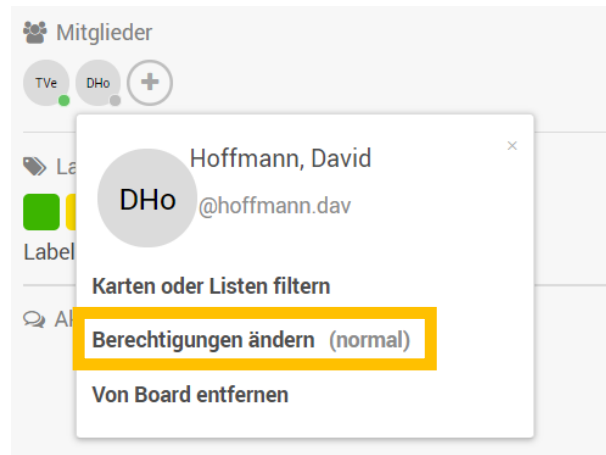 Mitglieder
TVe DHo
Hoffmann, David
DHo
@hoffmann.dav
Label
Karten oder Listen filtern
Berechtigungen ändern (normal)
Von Board entfernen